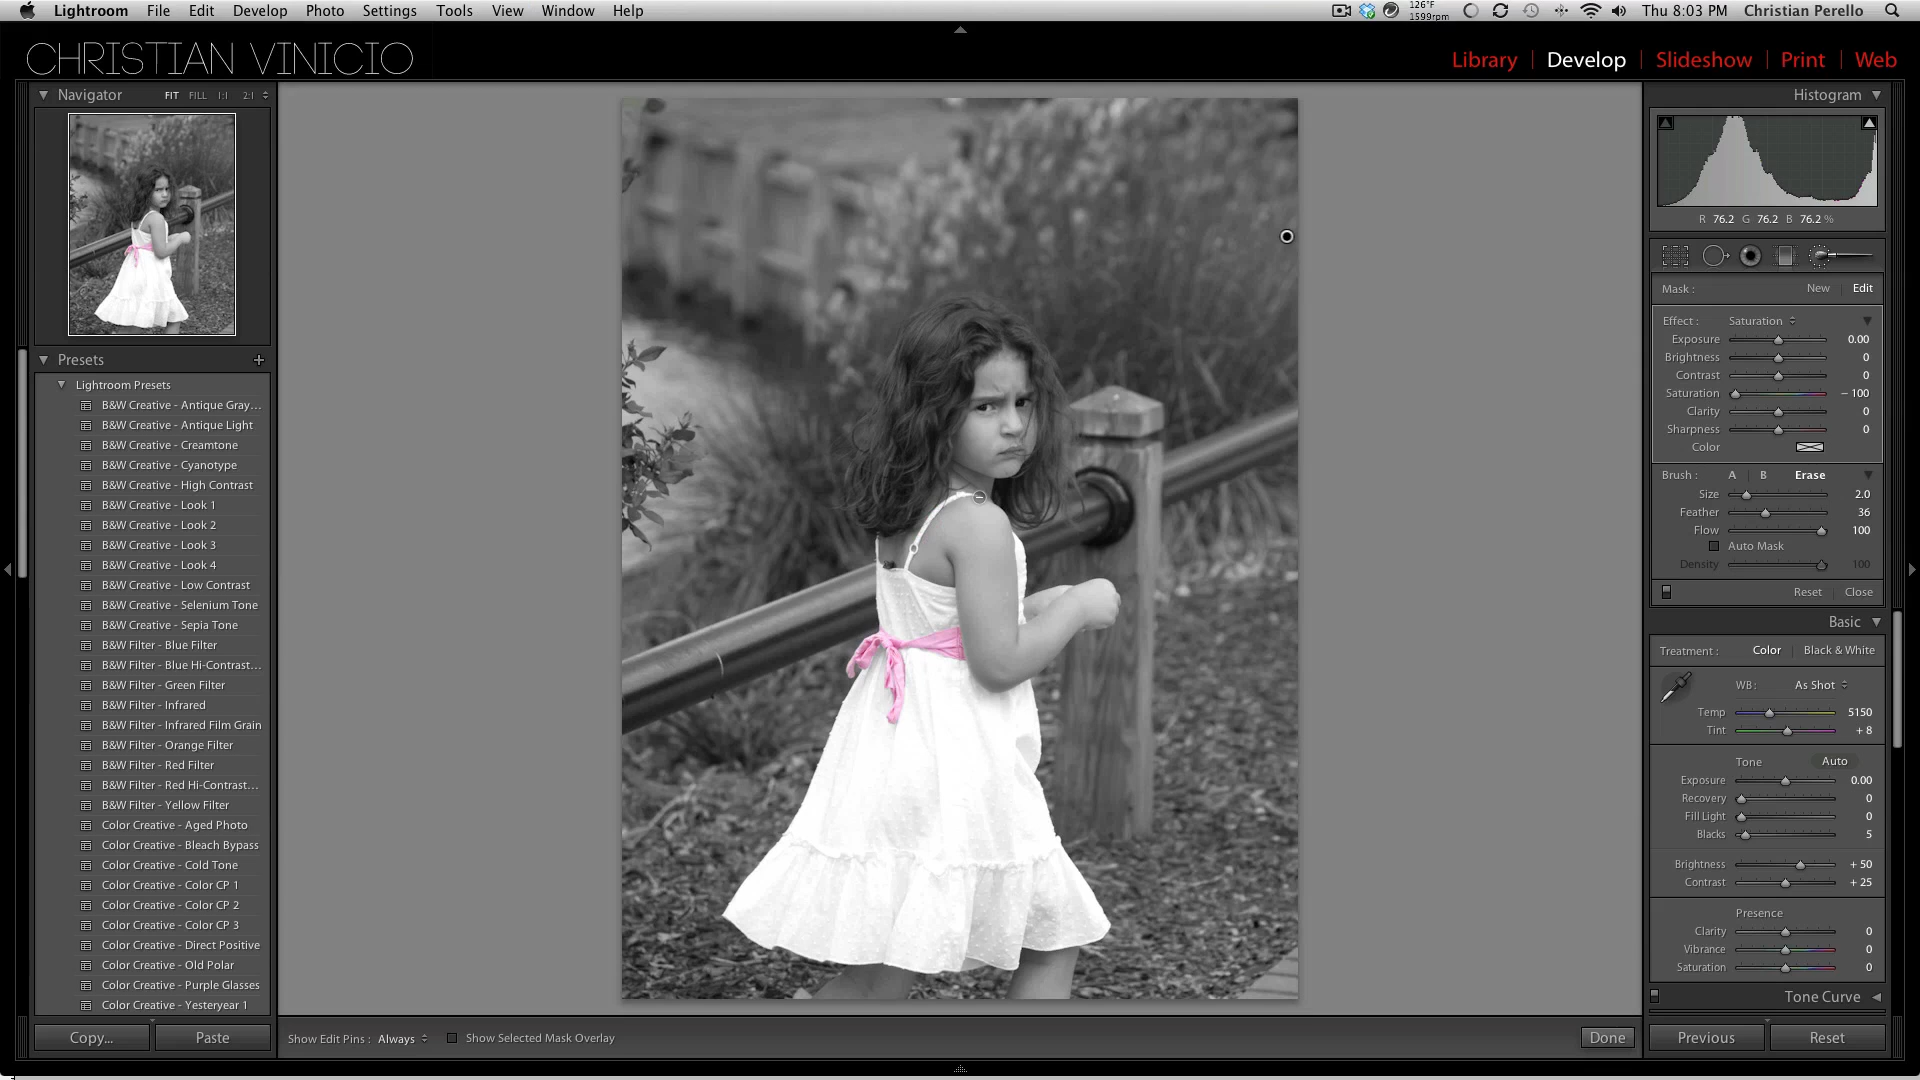 Lightroom File Edit Develop Photo Settings Tools View Window Help
126°F
1599rpm
Thu 8:03 PM Christian Perello
CHRISTIAN VINICIO
Library Develop Slideshow Print Web
Navigator FIT FILL 1:1 2:1
Presets +
Lightroom Presets
B&W Creative - Antique Gray...
B&W Creative - Antique Light
B&W Creative - Creamtone
B&W Creative - Cyanotype
B&W Creative - High Contrast
B&W Creative - Look 1
B&W Creative - Look 2
B&W Creative - Look 3
B&W Creative - Look 4
B&W Creative - Low Contrast
B&W Creative - Selenium Tone
B&W Creative - Sepia Tone
B&W Filter - Blue Filter
B&W Filter - Blue Hi-Contrast...
B&W Filter - Green Filter
B&W Filter - Infrared
B&W Filter - Infrared Film Grain
B&W Filter - Orange Filter
B&W Filter - Red Filter
B&W Filter - Red Hi-Contrast...
B&W Filter - Yellow Filter
Color Creative - Aged Photo
Color Creative - Bleach Bypass
Color Creative - Cold Tone
Color Creative - Color CP 1
Color Creative - Color CP 2
Color Creative - Color CP 3
Color Creative - Direct Positive
Color Creative - Old Polar
Color Creative - Purple Glasses
Color Creative - Yesteryear 1
Copy... Paste
Show Edit Pins : Always Show Selected Mask Overlay Done
Histogram
R 76.2 G 76.2 B 76.2 %
Mask : New Edit
Effect : Saturation
Exposure 0.00
Brightness 0
Contrast 0
Saturation - 100
Clarity 0
Sharpness 0
Color
Brush : A B Erase
Size 2.0
Feather 36
Flow 100
Auto Mask
Density 100
Reset Close
Basic
Treatment : Color Black & White
WB : As Shot
Temp 5150
Tint + 8
Tone Auto
Exposure 0.00
Recovery 0
Fill Light 0
Blacks 5
Brightness + 50
Contrast + 25
Presence
Clarity 0
Vibrance 0
Saturation 0
Tone Curve
Previous Reset